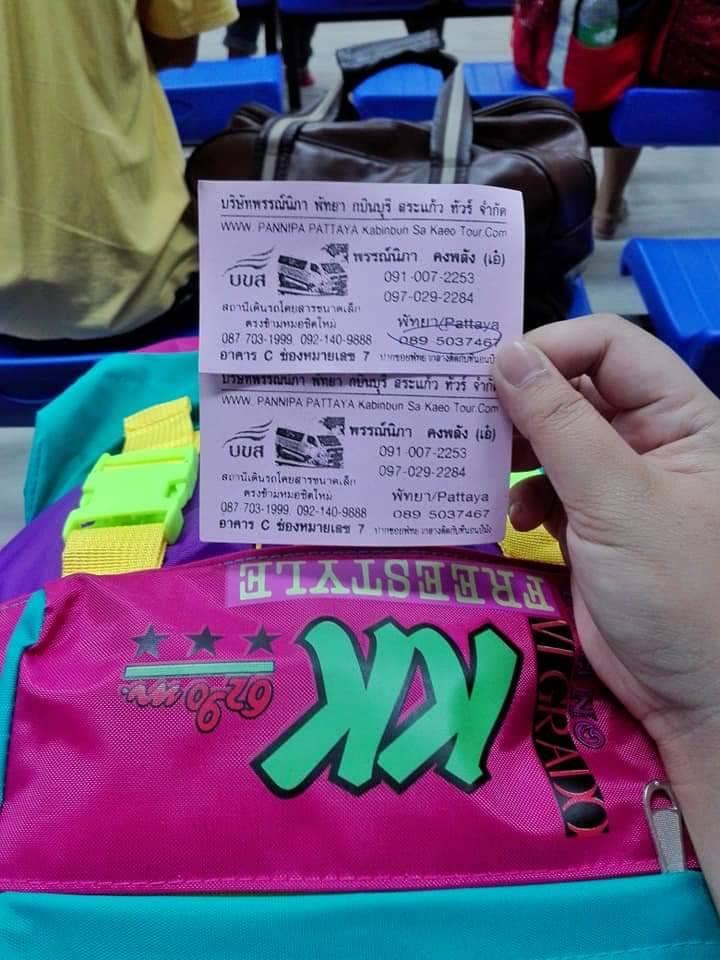 บริษัทพรรณ์นิภา พัทยา กบินบุรี สระแก้ว ทัวร์ จำกัด
WWW. PANNIPA PATTAYA Kabinbun Sa Kaeo Tour.Com
บขส
พรรณ์นิภา คงพลัง (เอ๋)
091-007-2253
097-029-2284
สถานีเดินรถโดยสารขนาดเล็ก
ตรงข้ามหมอชิตใหม่
087 703-1999 092-140-9888
อาคาร C ช่องหมายเลข 7
พัทยา/Pattaya
089 5037467
บริษัทพรรณ์นิภา พัทยา กบินบุรี สระแก้ว ทัวร์ จำกัด
WWW. PANNIPA PATTAYA Kabinbun Sa Kaeo Tour.Com
บขส
พรรณ์นิภา คงพลัง (เอ๋)
091-007-2253
097-029-2284
สถานีเดินรถโดยสารขนาดเล็ก
ตรงข้ามหมอชิตใหม่
087 703-1999 092-140-9888
อาคาร C ช่องหมายเลข 7
พัทยา/Pattaya
089 5037467
FREESTYLE
KK
VI GRADO